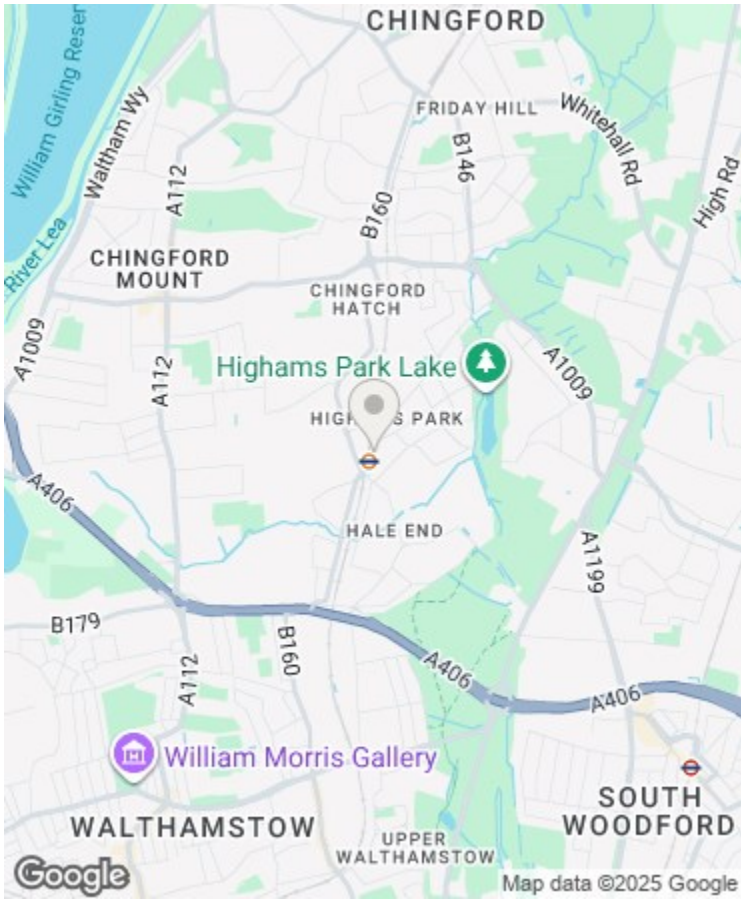 CHINGFORD
William Girling Reser
Waltham Wy
FRIDAY HILL
Whitehall Rd
B146
A112
B160
High Rd
River Lea
CHINGFORD
MOUNT
CHINGFORD
HATCH
A1009
A112
Highams Park Lake
A1009
HIGH S PARK
A406
HALE END
A1199
B179
B160
A112
A406
A406
William Morris Gallery
SOUTH
WOODFORD
WALTHAMSTOW
UPPER
WALTHAMSTOW
Google
Map data ©2025 Google